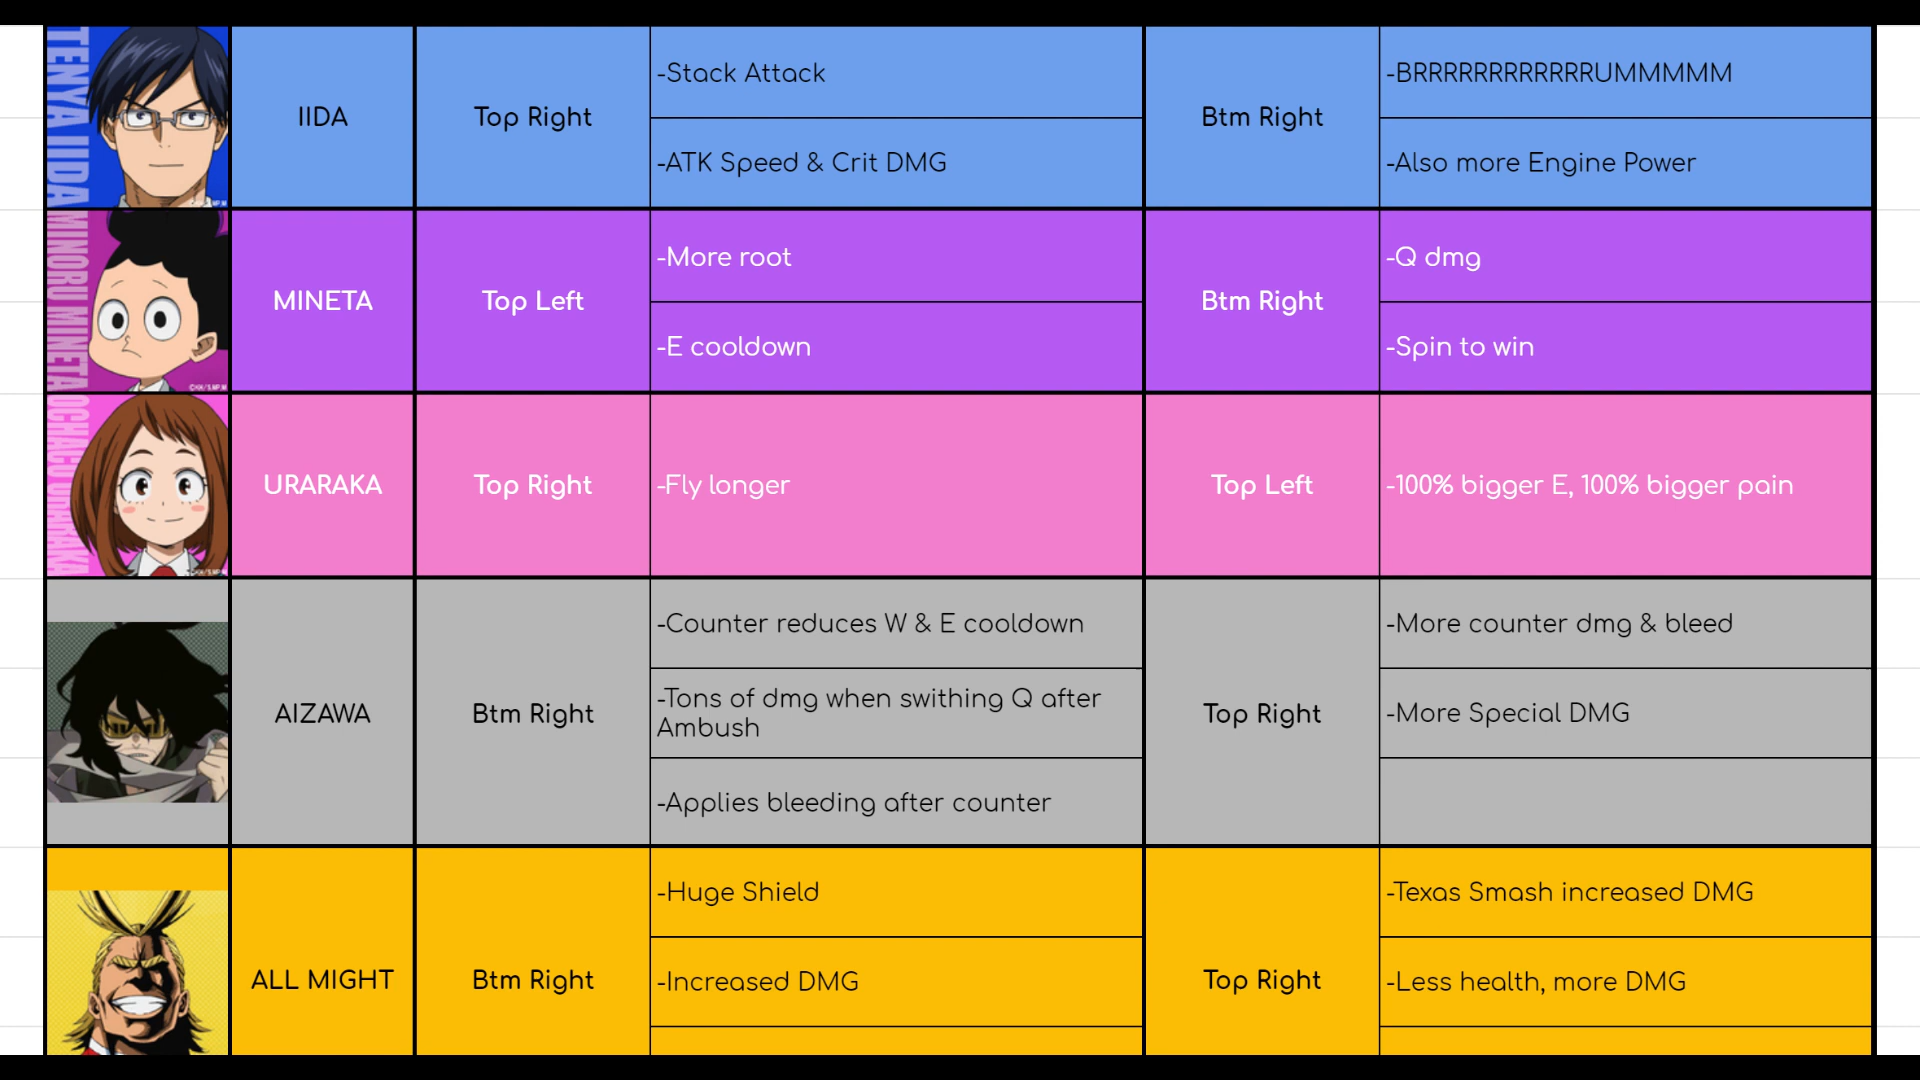 TENYA IIDA
IIDA
Top Right
-Stack Attack
-ATK Speed & Crit DMG
Btm Right
-BRRRRRRRRRRRRRUMMMMM
-Also more Engine Power
MINORU MINETA
MINETA
Top Left
-More root
-E cooldown
Btm Right
-Q dmg
-Spin to win
OCHACO URARAKA
URARAKA
Top Right
-Fly longer
Top Left
-100% bigger E, 100% bigger pain
AIZAWA
Btm Right
-Counter reduces W & E cooldown
-Tons of dmg when swithing Q after
Ambush
-Applies bleeding after counter
Top Right
-More counter dmg & bleed
-More Special DMG
ALL MIGHT
Btm Right
-Huge Shield
-Increased DMG
Top Right
-Texas Smash increased DMG
-Less health, more DMG